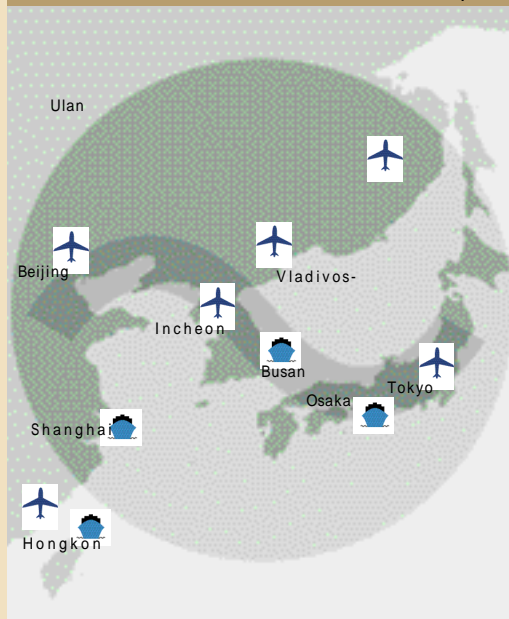 Ulan
Beijing
Vladivos-
Incheon
Busan
Tokyo
Osaka
Shanghai
Hongkon